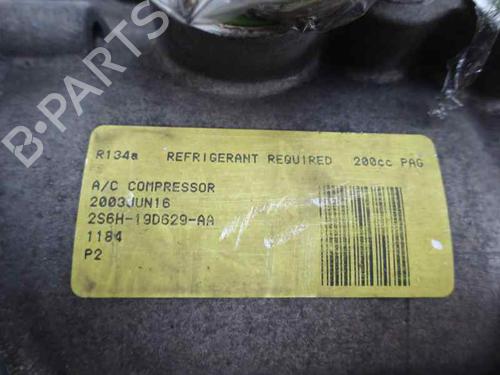 B-PARTS
R134a REFRIGERANT REQUIRED 200cc PAG
A/C COMPRESSOR
2003JUN16
2S6H-19D629-AA
1184
P2